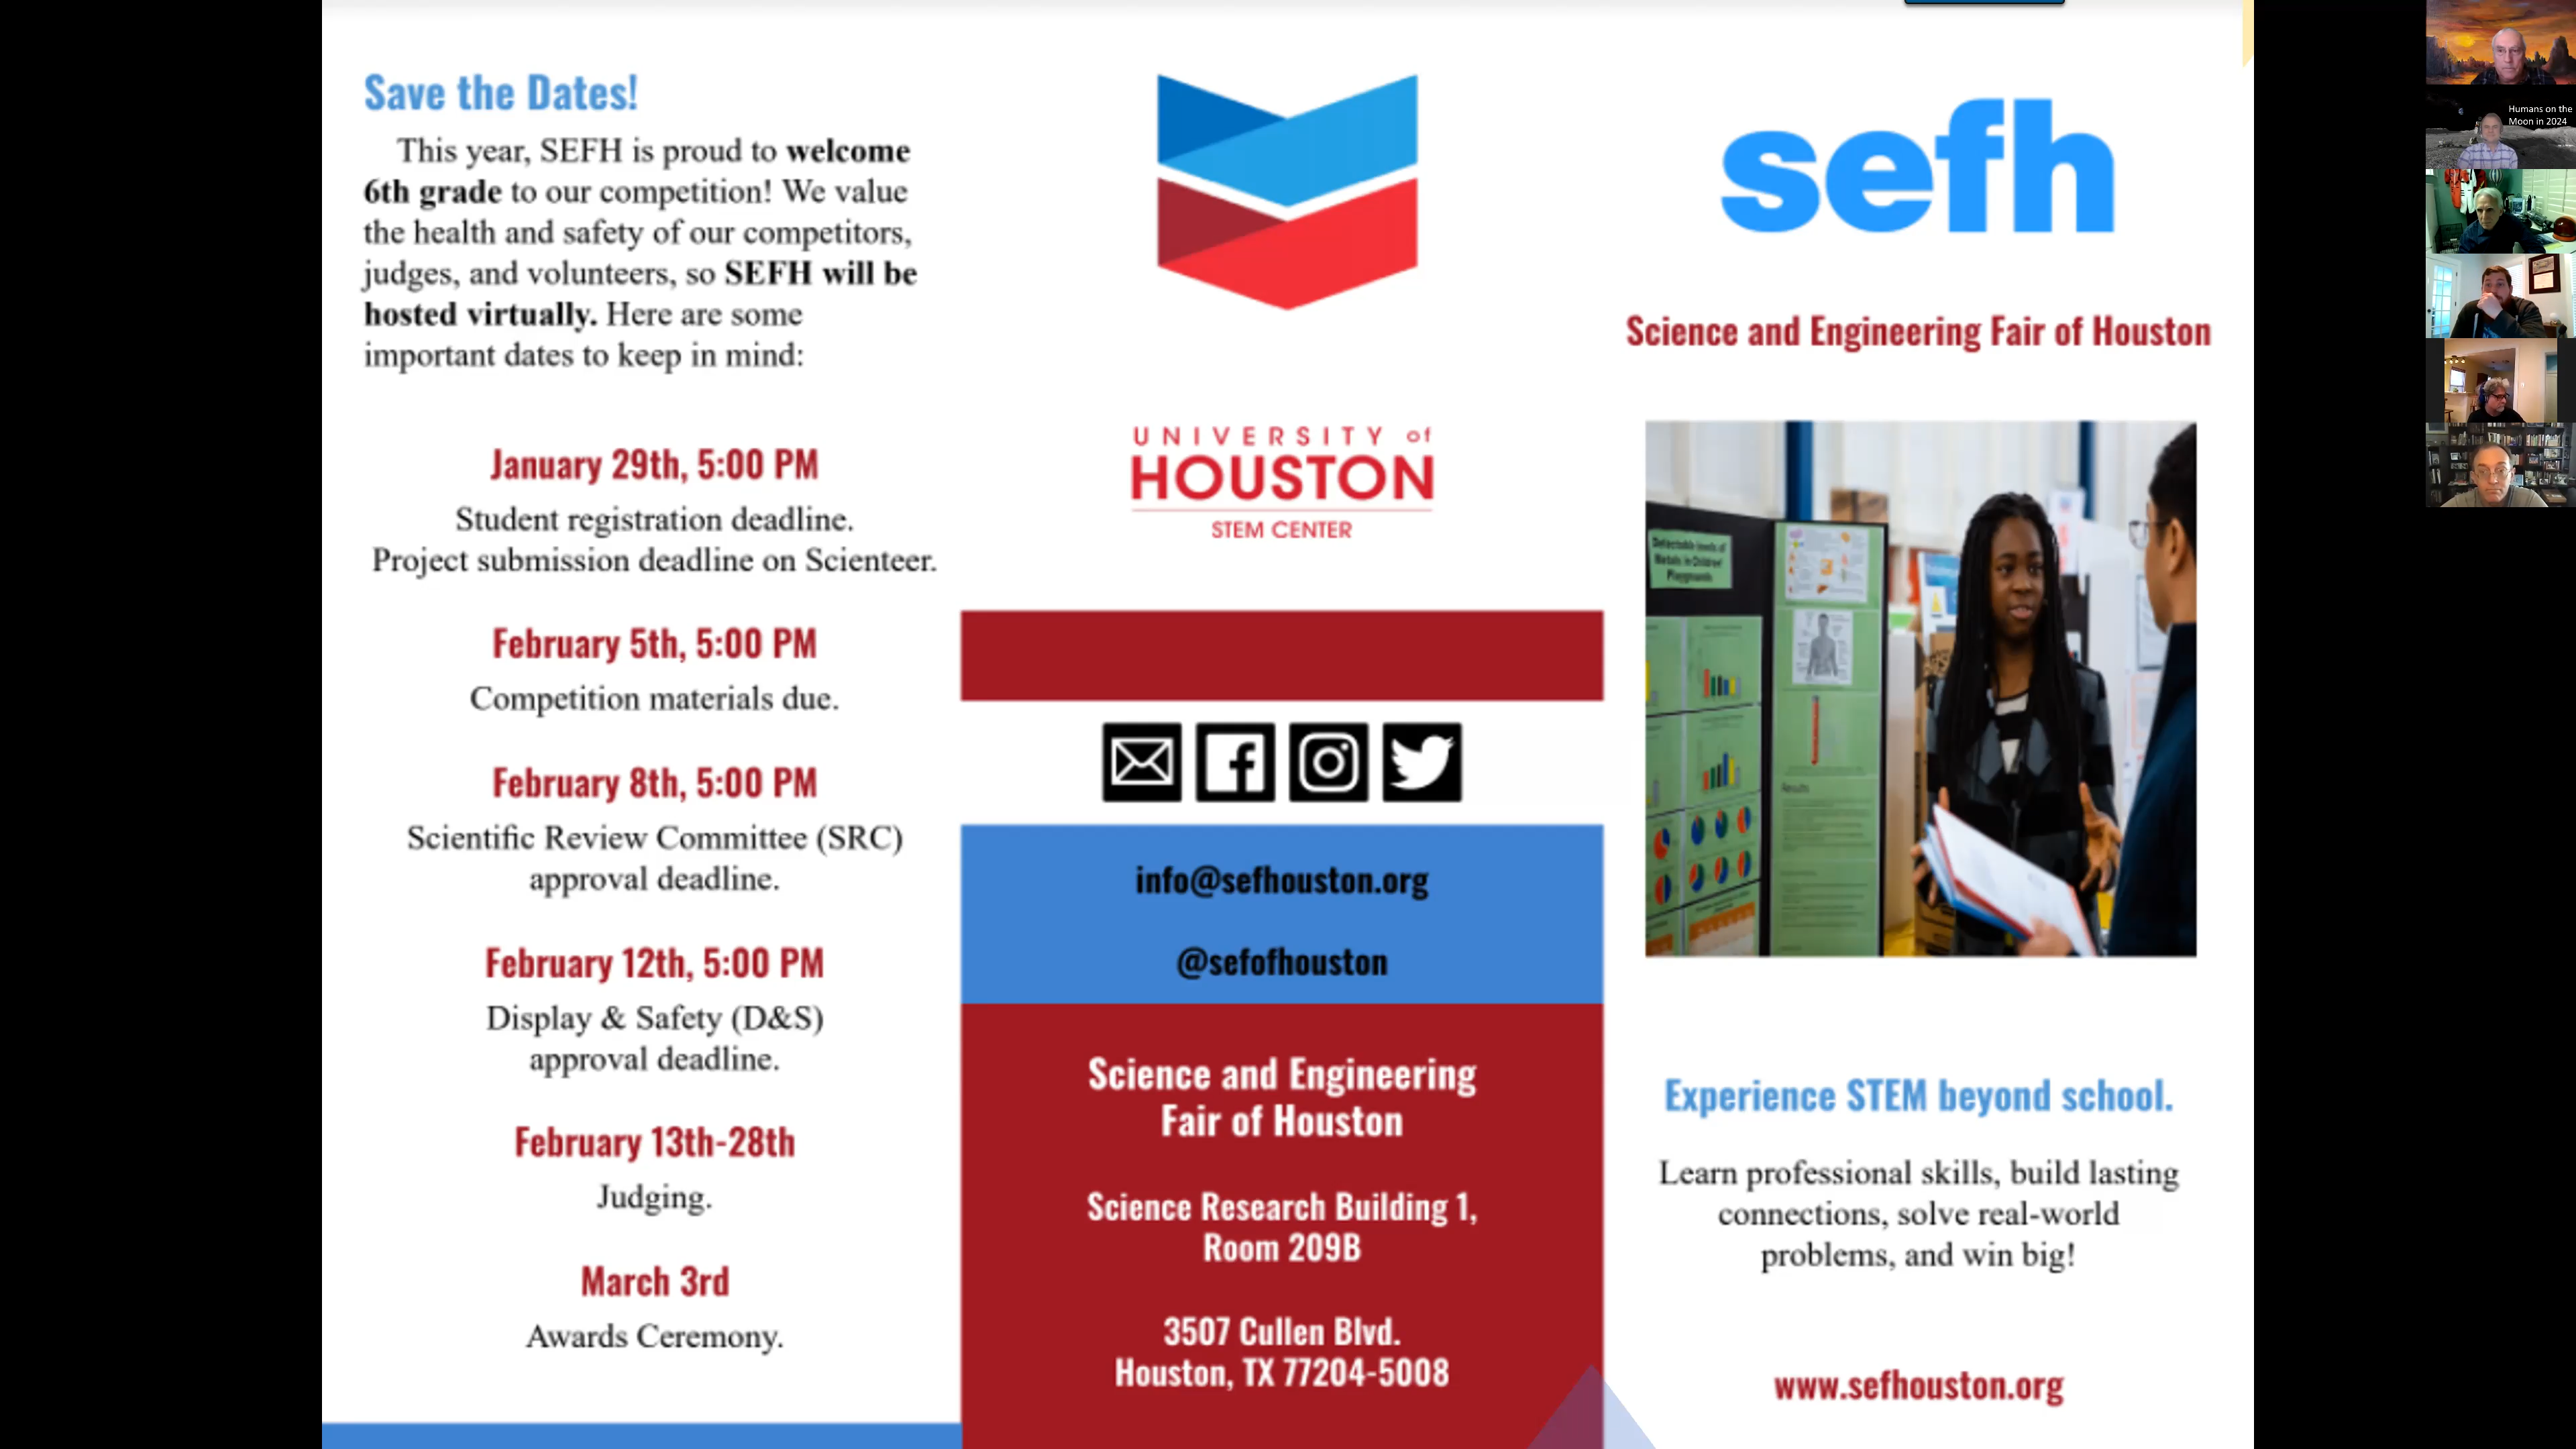 Save the Dates!
This year, SEFH is proud to welcome
6th grade to our competition! We value
the health and safety of our competitors,
judges, and volunteers, so SEFH will be
hosted virtually. Here are some
important dates to keep in mind:
January 29th, 5:00 PM
Student registration deadline.
Project submission deadline on Scienteer.
February 5th, 5:00 PM
Competition materials due.
February 8th, 5:00 PM
Scientific Review Committee (SRC)
approval deadline.
February 12th, 5:00 PM
Display & Safety (D&S)
approval deadline.
February 13th-28th
Judging.
March 3rd
Awards Ceremony.
UNIVERSITY of
HOUSTON
STEM CENTER
info@sefhouston.org
@sefofhouston
Science and Engineering
Fair of Houston
Science Research Building 1,
Room 209B
3507 Cullen Blvd.
Houston, TX 77204-5008
sefh
Science and Engineering Fair of Houston
Detectable levels of
Metals in Children'
Playgrounds
Results
Experience STEM beyond school.
Learn professional skills, build lasting
connections, solve real-world
problems, and win big!
www.sefhouston.org
Humans on the
Moon in 2024